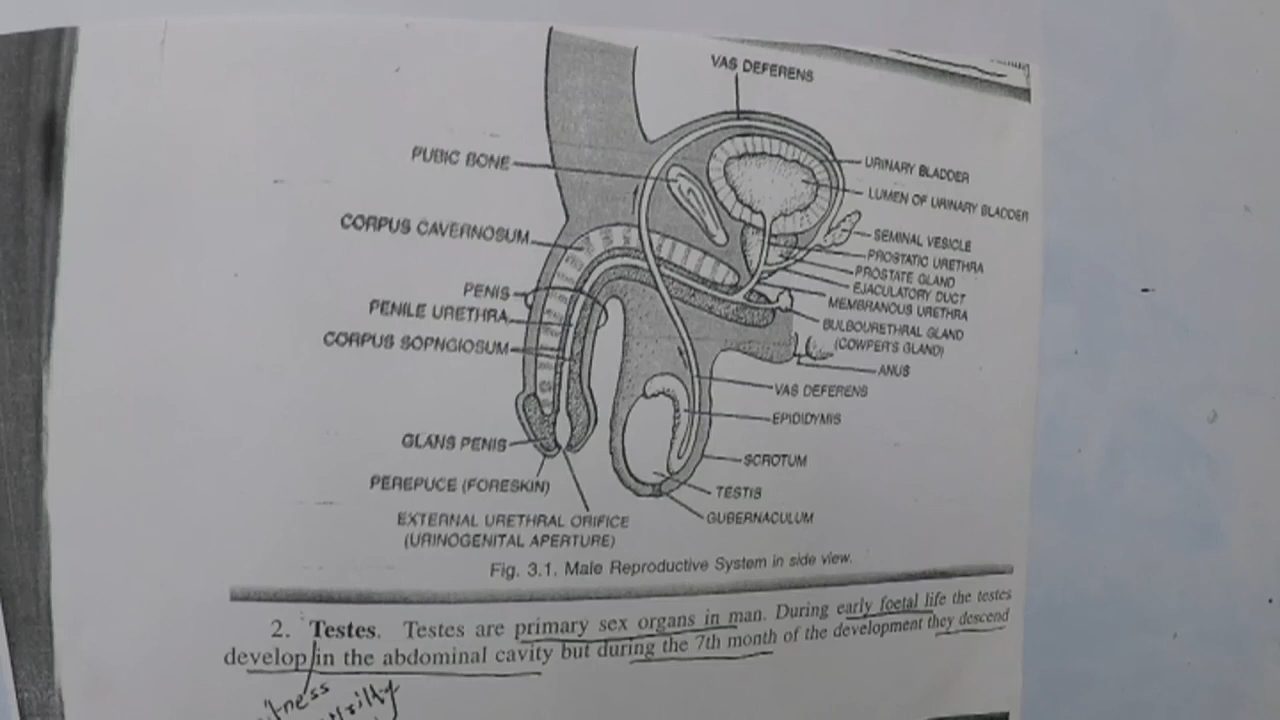 VAS DEFERENS
PUBIC BONE
URINARY BLADDER
LUMEN OF URINARY BLADDER
CORPUS CAVERNOSUM
SEMINAL VESICLE
PROSTATIC URETHRA
PROSTATE GLAND
EJACULATORY DUCT
PENIS
MEMBRANOUS URETHRA
PENILE URETHRA
BULBOURETHRAL GLAND
(COWPER'S GLAND)
CORPUS SOPNGIOSUM
ANUS
VAS DEFERENS
EPIDIDYMIS
GLANS PENIS
SCROTUM
PEREPUCE (FORESKIN)
TESTIS
GUBERNACULUM
EXTERNAL URETHRAL ORIFICE
(URINOGENITAL APERTURE)
Fig. 3.1. Male Reproductive System in side view.
2. Testes. Testes are primary sex organs in man. During early foetal life the testes
develop in the abdominal cavity but during the 7th month of the development they descend